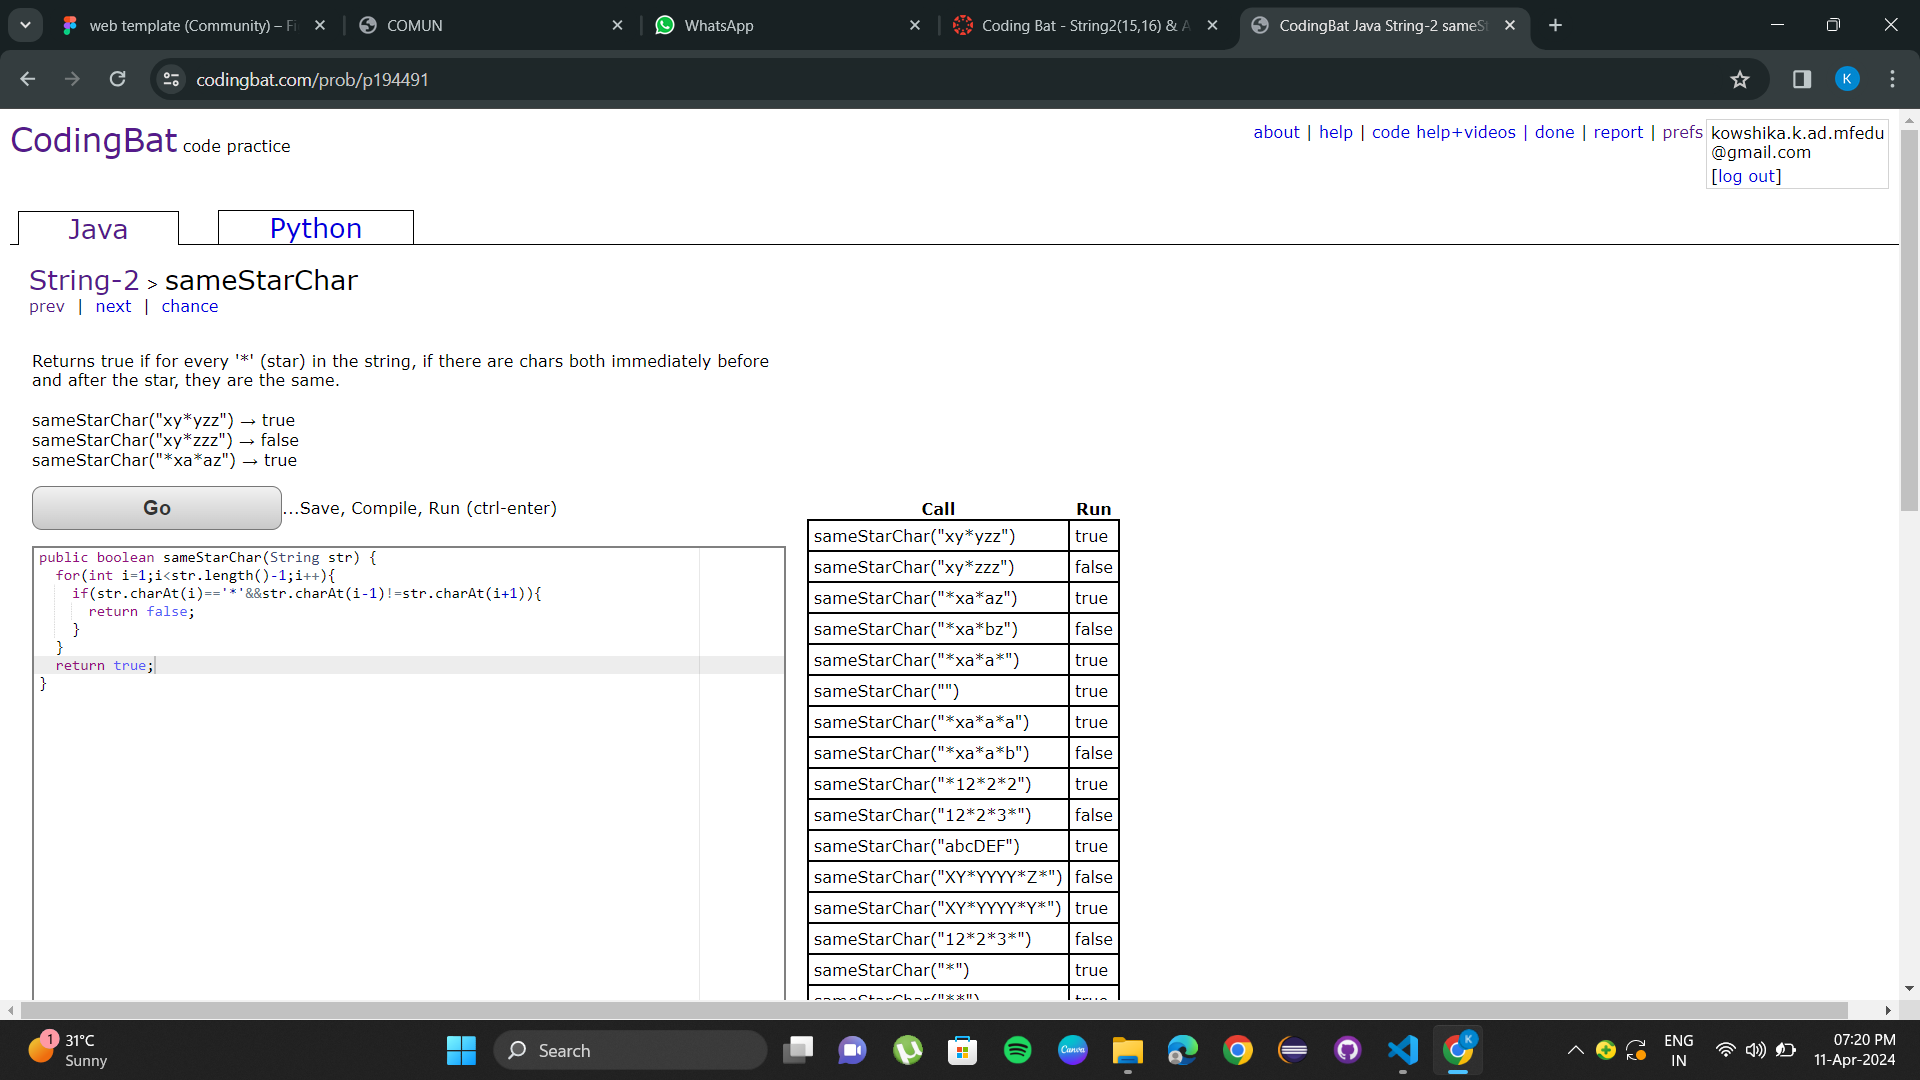 web template (Community) – Fi
COMUN
WhatsApp
Coding Bat - String2(15,16) & A
CodingBat Java String-2 sameSt
codingbat.com/prob/p194491
K
CodingBat code practice
about | help | code help+videos | done | report | prefs
kowshika.k.ad.mfedu
@gmail.com
[log out]
Java
Python
String-2 > sameStarChar
prev | next | chance
Returns true if for every '*' (star) in the string, if there are chars both immediately before
and after the star, they are the same.
sameStarChar("xy*yzz") → true
sameStarChar("xy*zzz") → false
sameStarChar("*xa*az") → true
Go
...Save, Compile, Run (ctrl-enter)
public boolean sameStarChar(String str) {
for(int i=1;i<str.length()-1;i++){
if(str.charAt(i)=='*'&&str.charAt(i-1)!=str.charAt(i+1)){
return false;
}
}
return true;
}
Call Run
sameStarChar("xy*yzz") true
sameStarChar("xy*zzz") false
sameStarChar("*xa*az") true
sameStarChar("*xa*bz") false
sameStarChar("*xa*a*") true
sameStarChar("") true
sameStarChar("*xa*a*a") true
sameStarChar("*xa*a*b") false
sameStarChar("*12*2*2") true
sameStarChar("12*2*3*") false
sameStarChar("abcDEF") true
sameStarChar("XY*YYYY*Z*") false
sameStarChar("XY*YYYY*Y*") true
sameStarChar("12*2*3*") false
sameStarChar("*") true
sameStarChar("**") true
1
31°C
Sunny
Search
Canva
K
ENG
IN
07:20 PM
11-Apr-2024